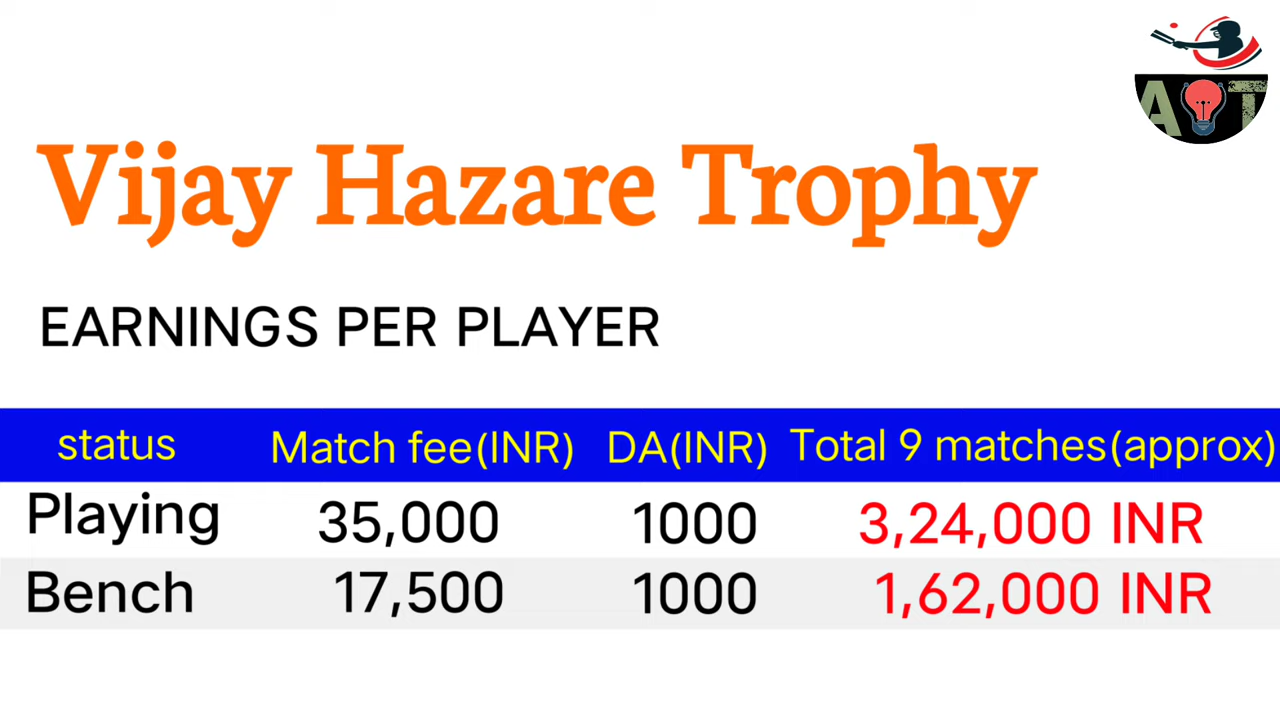 AOT
Vijay Hazare Trophy
EARNINGS PER PLAYER
status Match fee(INR) DA(INR) Total 9 matches(approx)
Playing 35,000 1000 3,24,000 INR
Bench 17,500 1000 1,62,000 INR